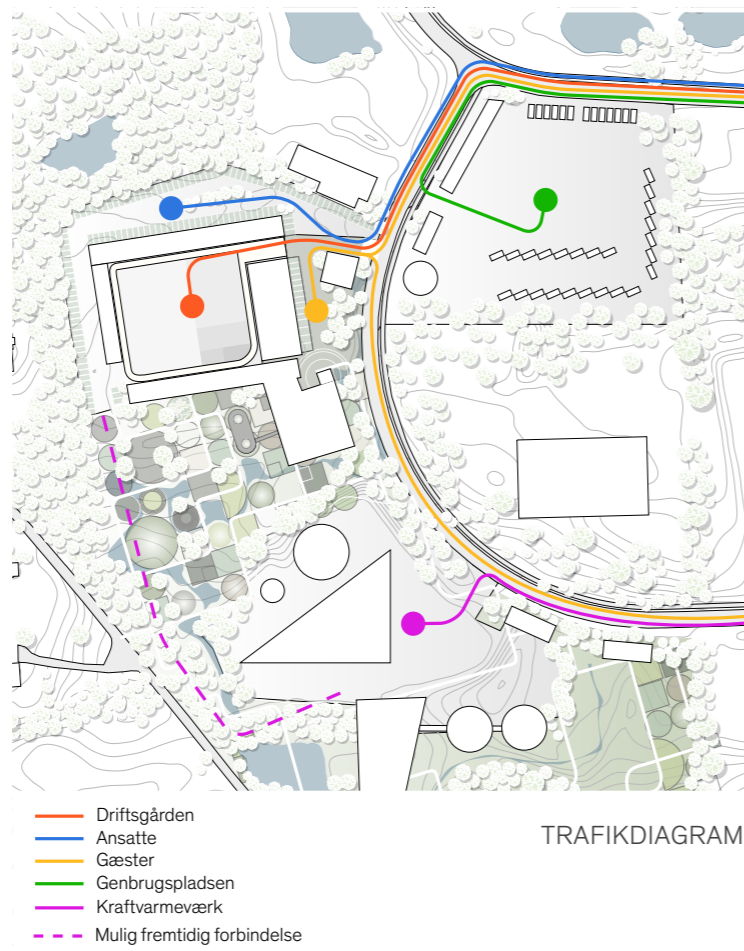 Driftsgården
Ansatte
Gæster
Genbrugspladsen
Kraftvarmeværk
Mulig fremtidig forbindelse
TRAFIKDIAGRAM